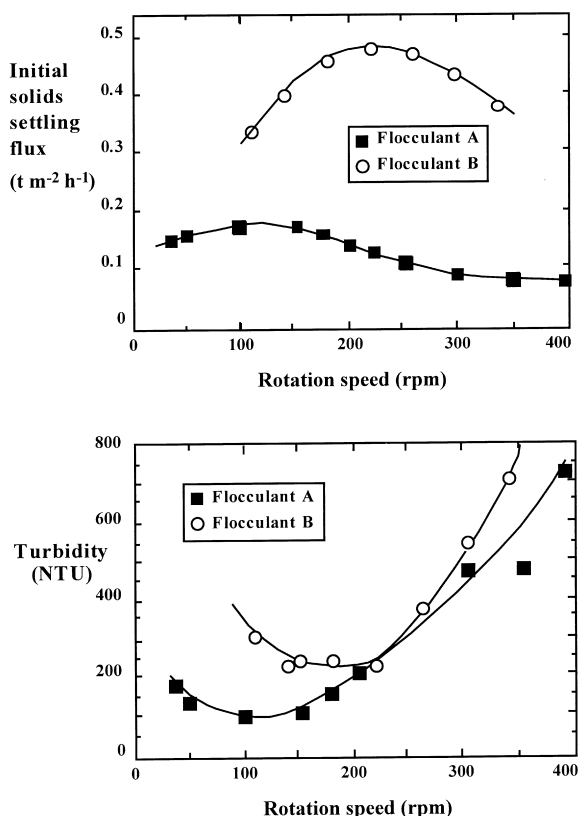 0.5
Initial
solids
settling
flux
(t m-2 h-1)
0.4
0.3
0.2
0.1
0
Flocculant A
Flocculant B
100
200
300
400
Rotation speed (rpm)
800
600
400
200
0
Turbidity
(NTU)
Flocculant A
Flocculant B
0
100
200
300
400
Rotation speed (rpm)